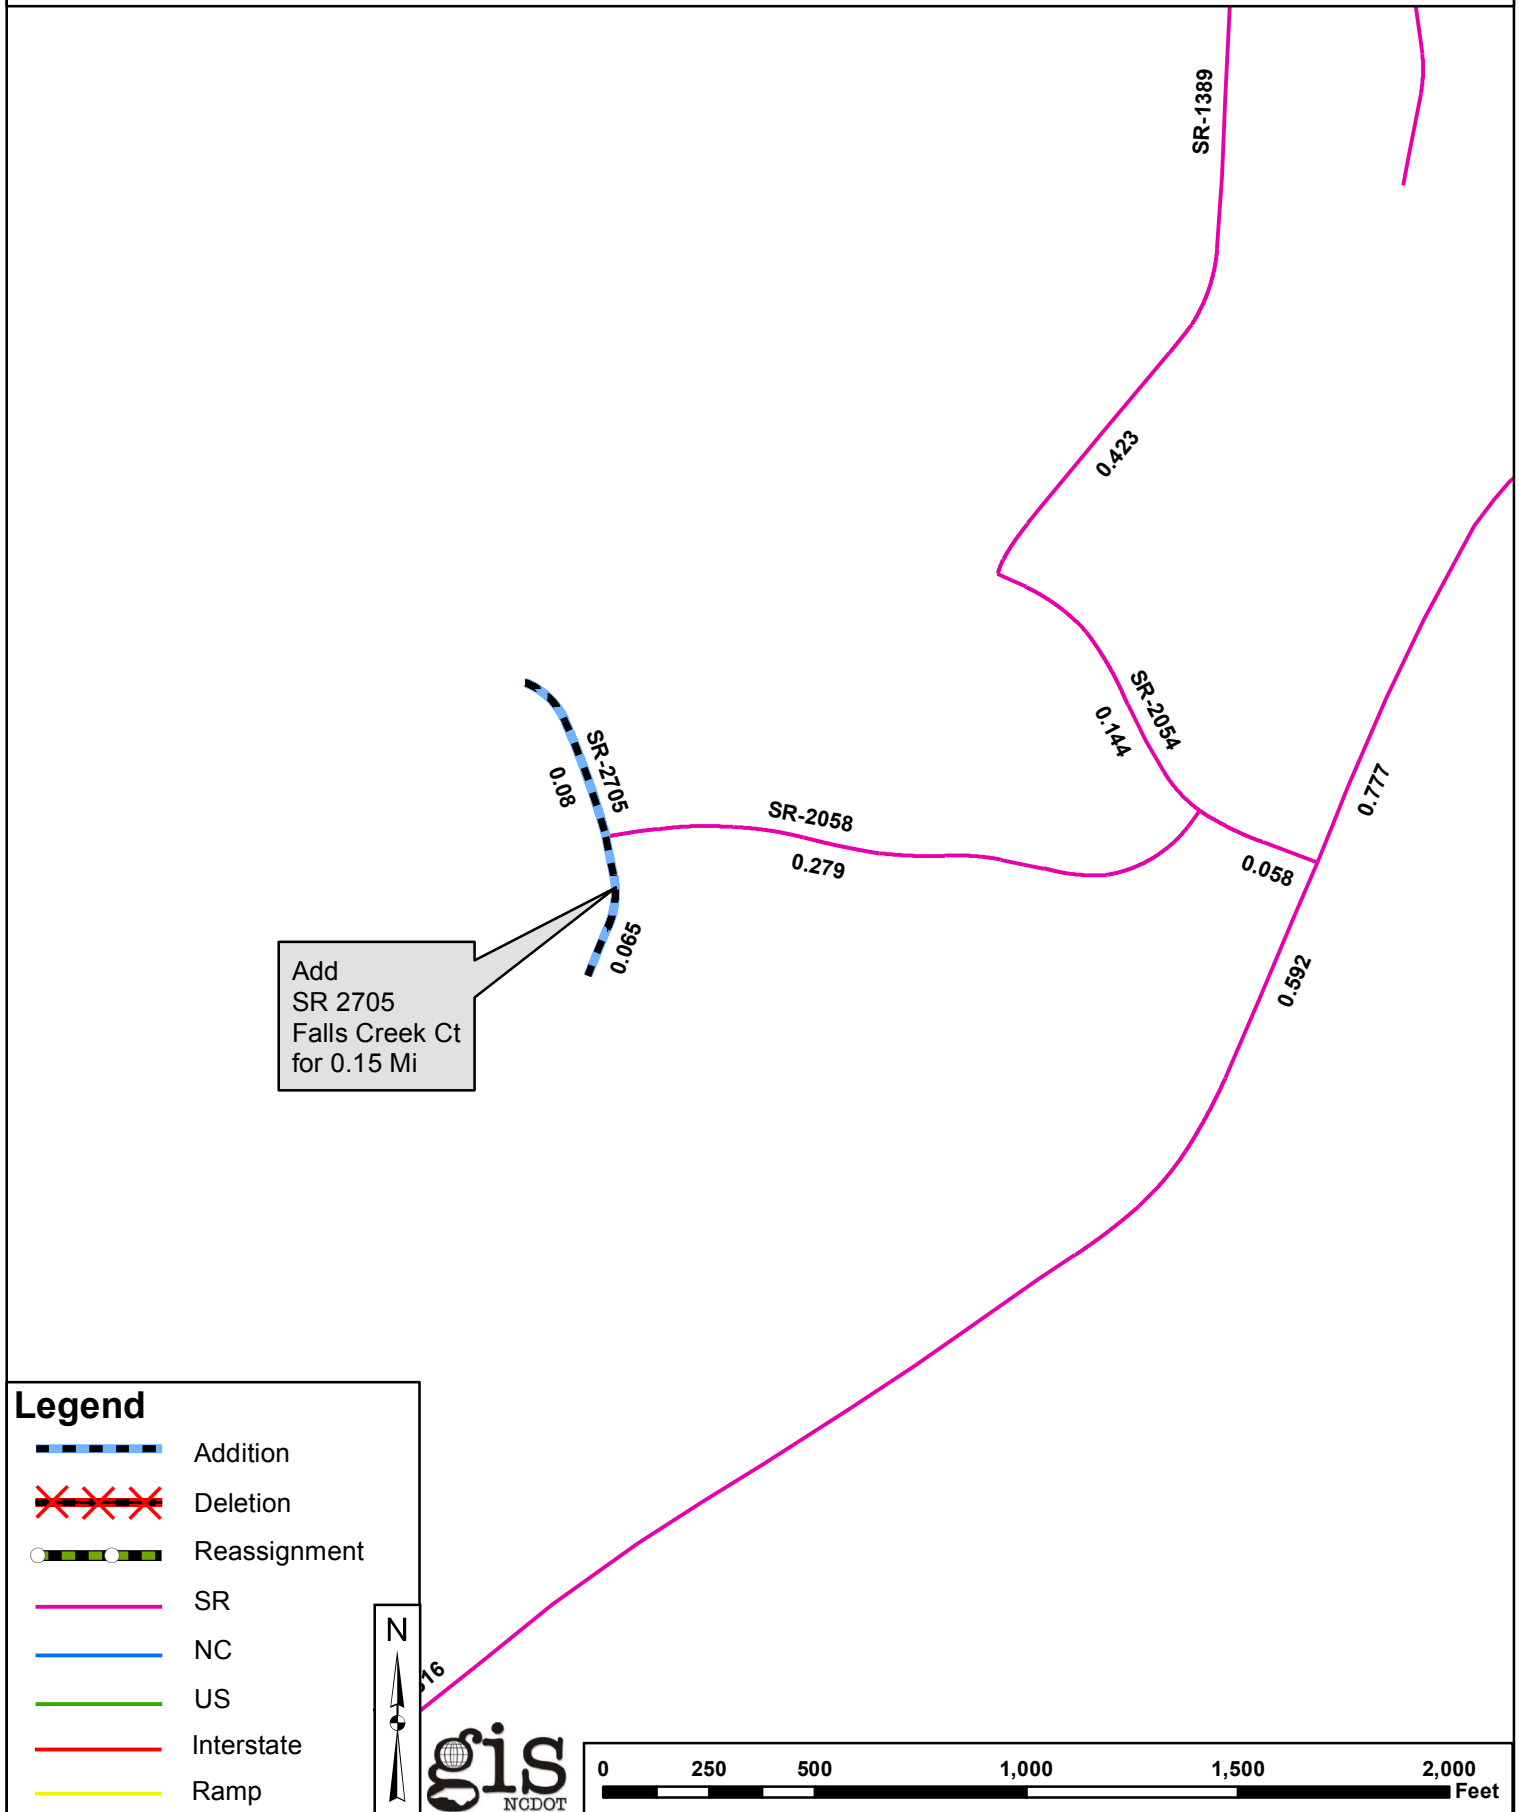 SR-1389
0.423
SR-2054
0.144
SR-2705
0.08
0.777
SR-2058
0.279
0.058
0.065
0.592
Add
SR 2705
Falls Creek Ct
for 0.15 Mi
Legend
Addition
Deletion
Reassignment
SR
NC
US
Interstate
Ramp
N
16
gis
NCDOT
0 250 500 1,000 1,500 2,000
Feet